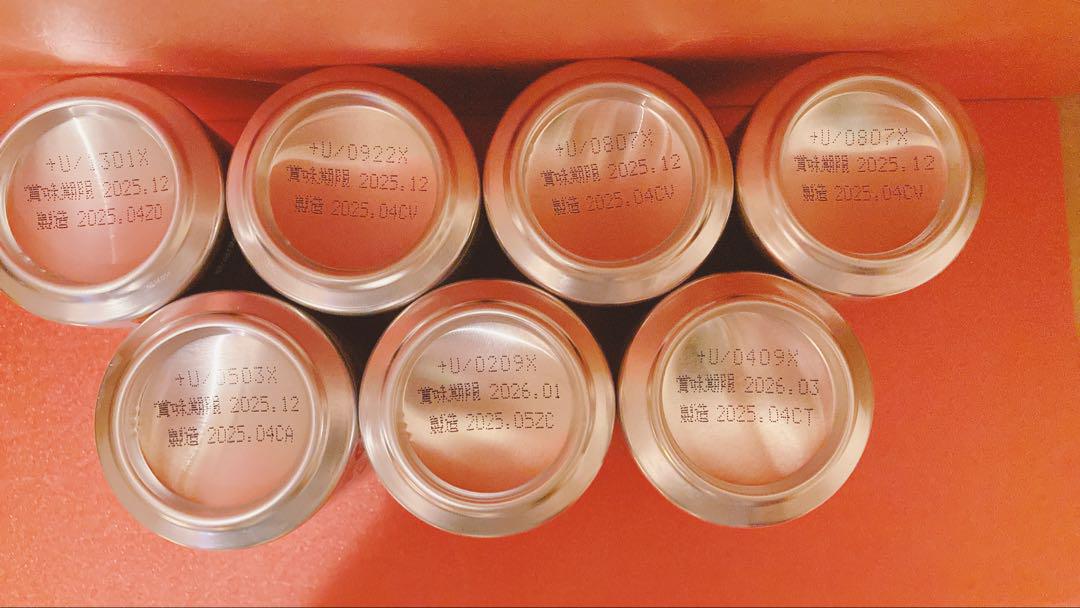 +U/1301X
賞味期限 2025.12
製造 2025.04ZO
+U/0922X
賞味期限 2025.12
製造 2025.04CV
+U/0807X
賞味期限 2025.12
製造 2025.04CV
+U/0807X
賞味期限 2025.12
製造 2025.04CV
+U/0503X
賞味期限 2025.12
製造 2025.04CA
+U/0209X
賞味期限 2026.01
製造 2025.05ZC
+U/0409X
賞味期限 2026.03
製造 2025.04CT